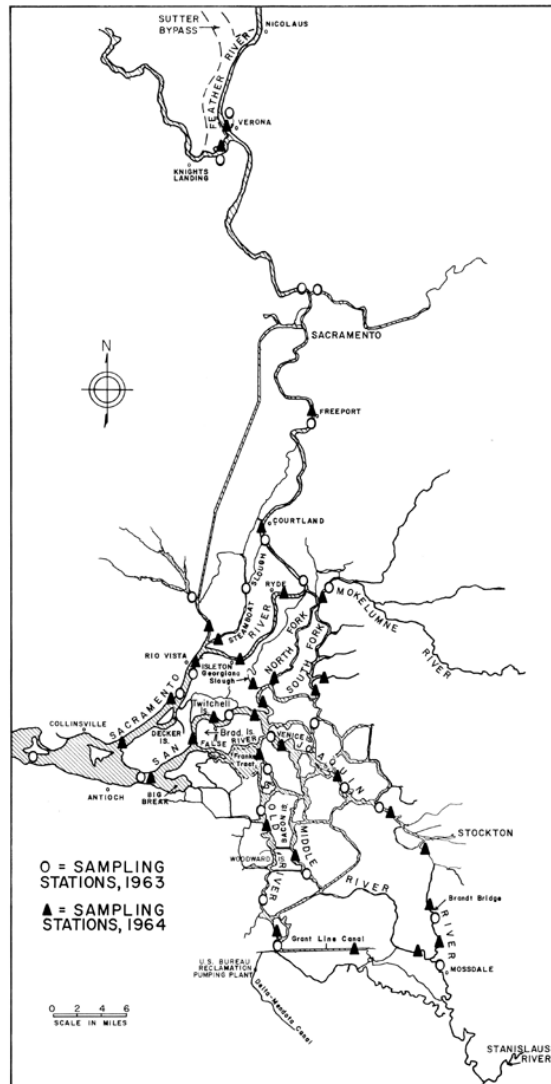 SUTTER
BYPASS
NICOLAUS
FEATHER RIVER
VERONA
KNIGHTS
LANDING
SACRAMENTO
N
FREEPORT
COURTLAND
STEAMBOAT SLOUGH
RYDE
RIVER
MOKELUMNE
RIVER
NORTH FORK
SOUTH FORK
RIO VISTA
ISLETON
Georgiana
Slough
SACRAMENTO
Twitchell
Is.
COLLINSVILLE
DECKER
IS.
Brad. Is.
FALSE RIVER
VENICE
SAN JOAQUIN
Franks
Tract
ANTIOCH
BIG
BREAK
OLD RIVER
BACON IS.
MIDDLE
RIVER
WOODWARD IS.
STOCKTON
O = SAMPLING
STATIONS, 1963
▲ = SAMPLING
STATIONS, 1964
Brandt Bridge
RIVER
Grant Line Canal
MOSSDALE
U.S. BUREAU
RECLAMATION
PUMPING PLANT
Delta-Mendota Canal
0 2 4 6
SCALE IN MILES
STANISLAUS
RIVER